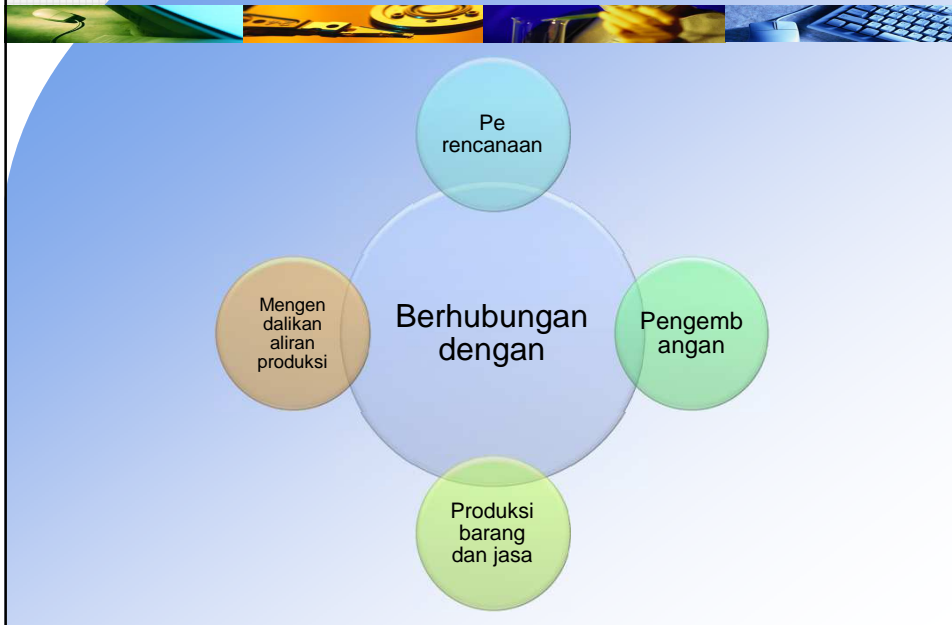 Pe
rencanaan
Mengen
dalikan
aliran
produksi
Berhubungan
dengan
Pengemb
angan
Produksi
barang
dan jasa